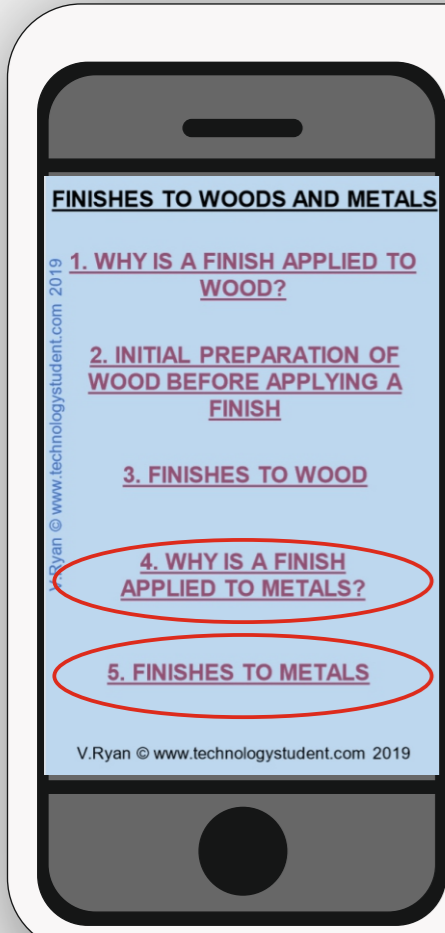 FINISHES TO WOODS AND METALS
1. WHY IS A FINISH APPLIED TO
WOOD?
2. INITIAL PREPARATION OF
WOOD BEFORE APPLYING A
FINISH
3. FINISHES TO WOOD
4. WHY IS A FINISH
APPLIED TO METALS?
5. FINISHES TO METALS
V.Ryan © www.technologystudent.com 2019
V.Ryan © www.technologystudent.com 2019